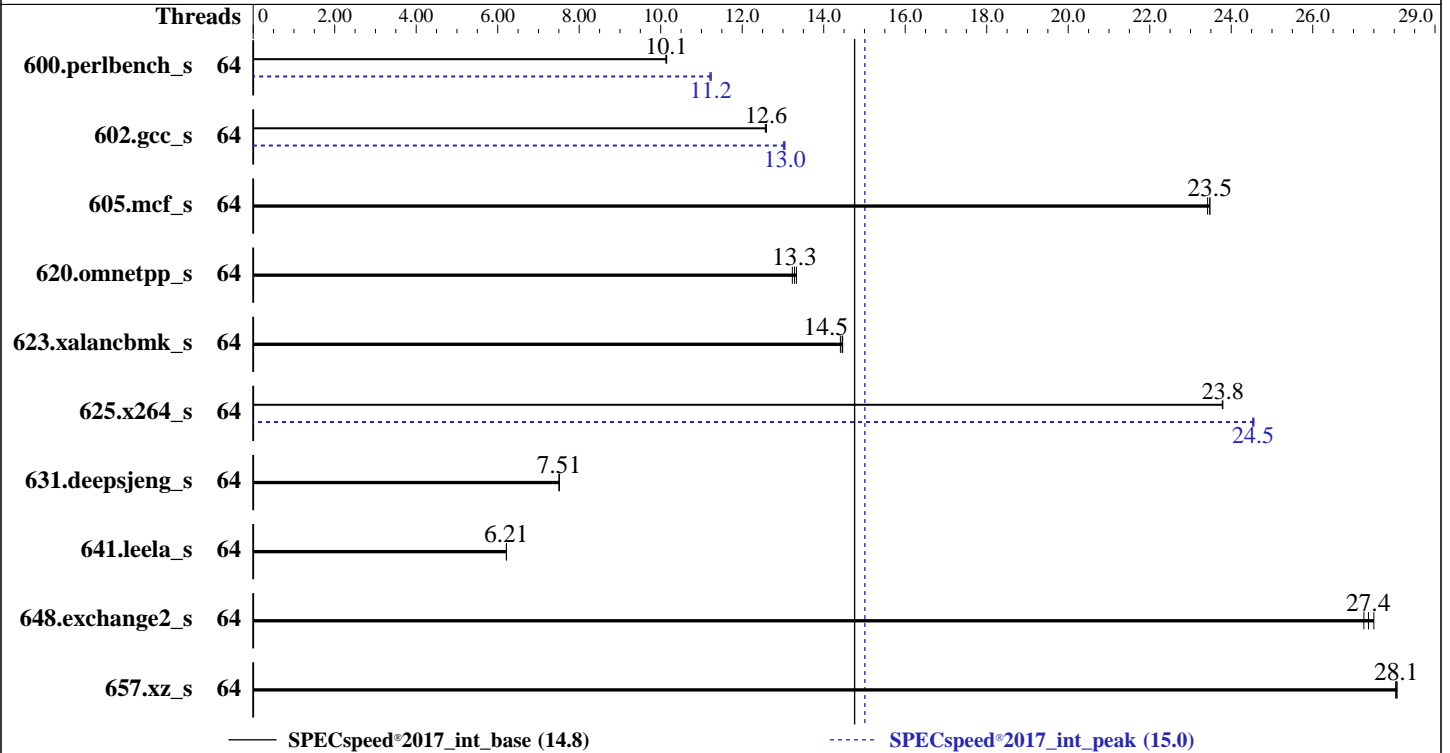 Threads 0 2.00 4.00 6.00 8.00 10.0 12.0 14.0 16.0 18.0 20.0 22.0 24.0 26.0 29.0
10.1
600.perlbench_s 64
11.2
12.6
602.gcc_s 64
13.0
23.5
605.mcf_s 64
13.3
620.omnetpp_s 64
14.5
623.xalancbmk_s 64
23.8
625.x264_s 64
24.5
7.51
631.deepsjeng_s 64
6.21
641.leela_s 64
27.4
648.exchange2_s 64
28.1
657.xz_s 64
SPECspeed®2017_int_base (14.8) SPECspeed®2017_int_peak (15.0)